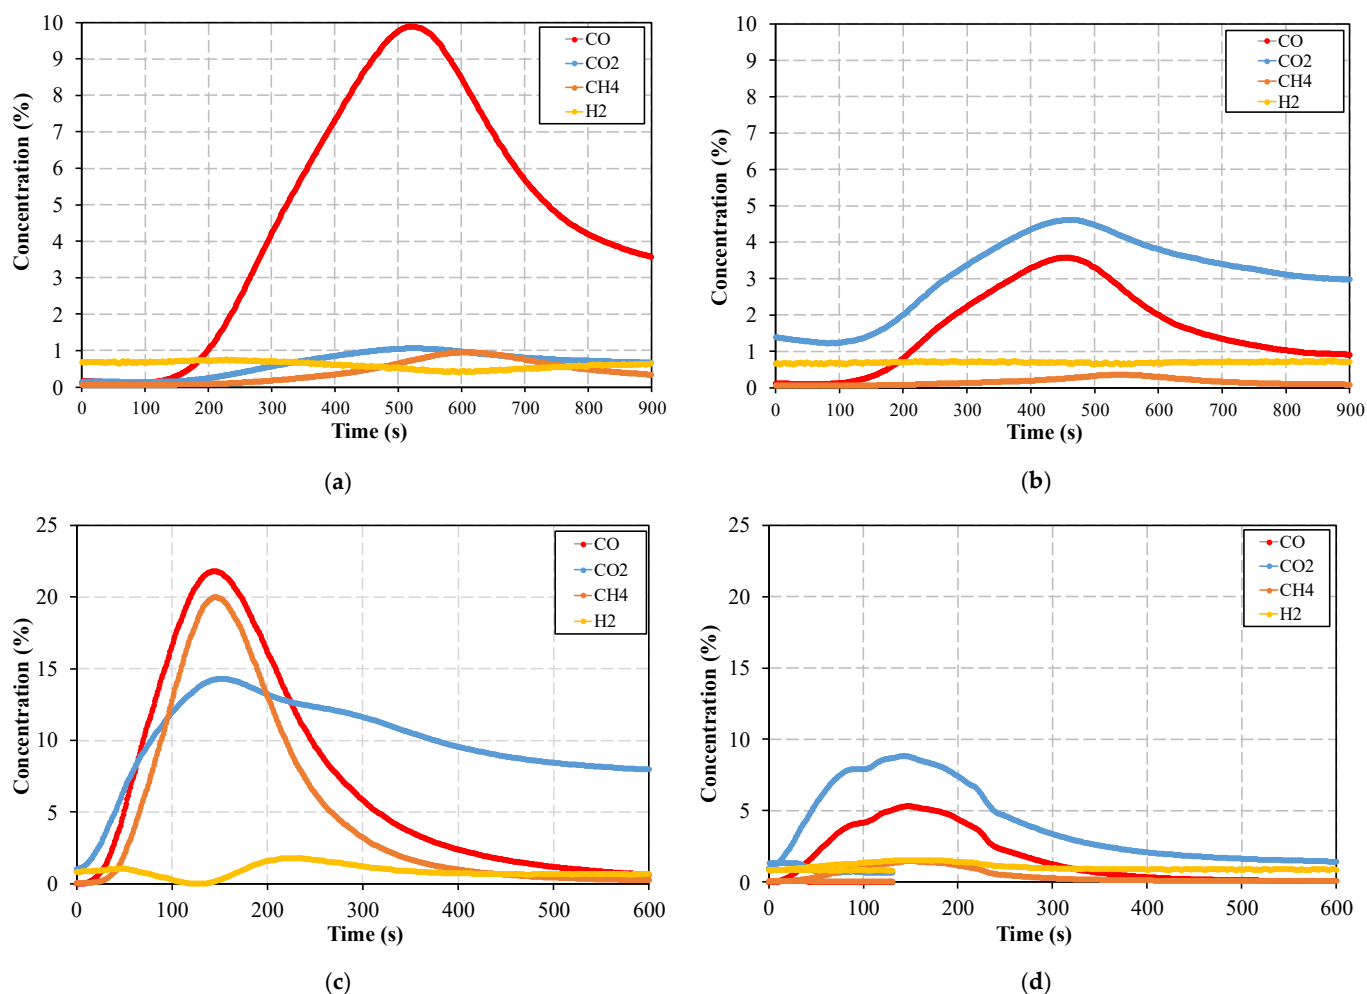 10
9
8
7
6
5
4
3
2
1
0
Concentration (%)
CO
CO2
CH4
H2
0 100 200 300 400 500 600 700 800 900
Time (s)
(a)
10
9
8
7
6
5
4
3
2
1
0
Concentration (%)
CO
CO2
CH4
H2
0 100 200 300 400 500 600 700 800 900
Time (s)
(b)
25
20
15
10
5
0
Concentration (%)
CO
CO2
CH4
H2
0 100 200 300 400 500 600
Time (s)
(c)
25
20
15
10
5
0
Concentration (%)
CO
CO2
CH4
H2
0 100 200 300 400 500 600
Time (s)
(d)